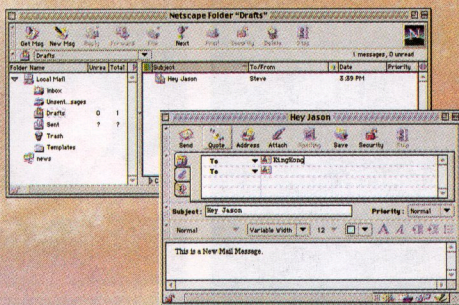 Netscape Folder "Drafts"
Get Msg New Msg Reply Forward File Next Print Security Delete Stop
Drafts 1 messages, 0 unread
Folder Name Unrea Total
Subject To/From Date Priority
Local Mail
Hey Jason Steve 3:39 PM
Inbox
Unsent...sages
Drafts 0 1
Sent ? ?
Trash
Templates
news
Hey Jason
Send Quote Address Attach Spelling Save Security Stop
To KingKong
To
Subject: Hey Jason Priority: Normal
Normal Variable Width 12
This is a New Mail Message.